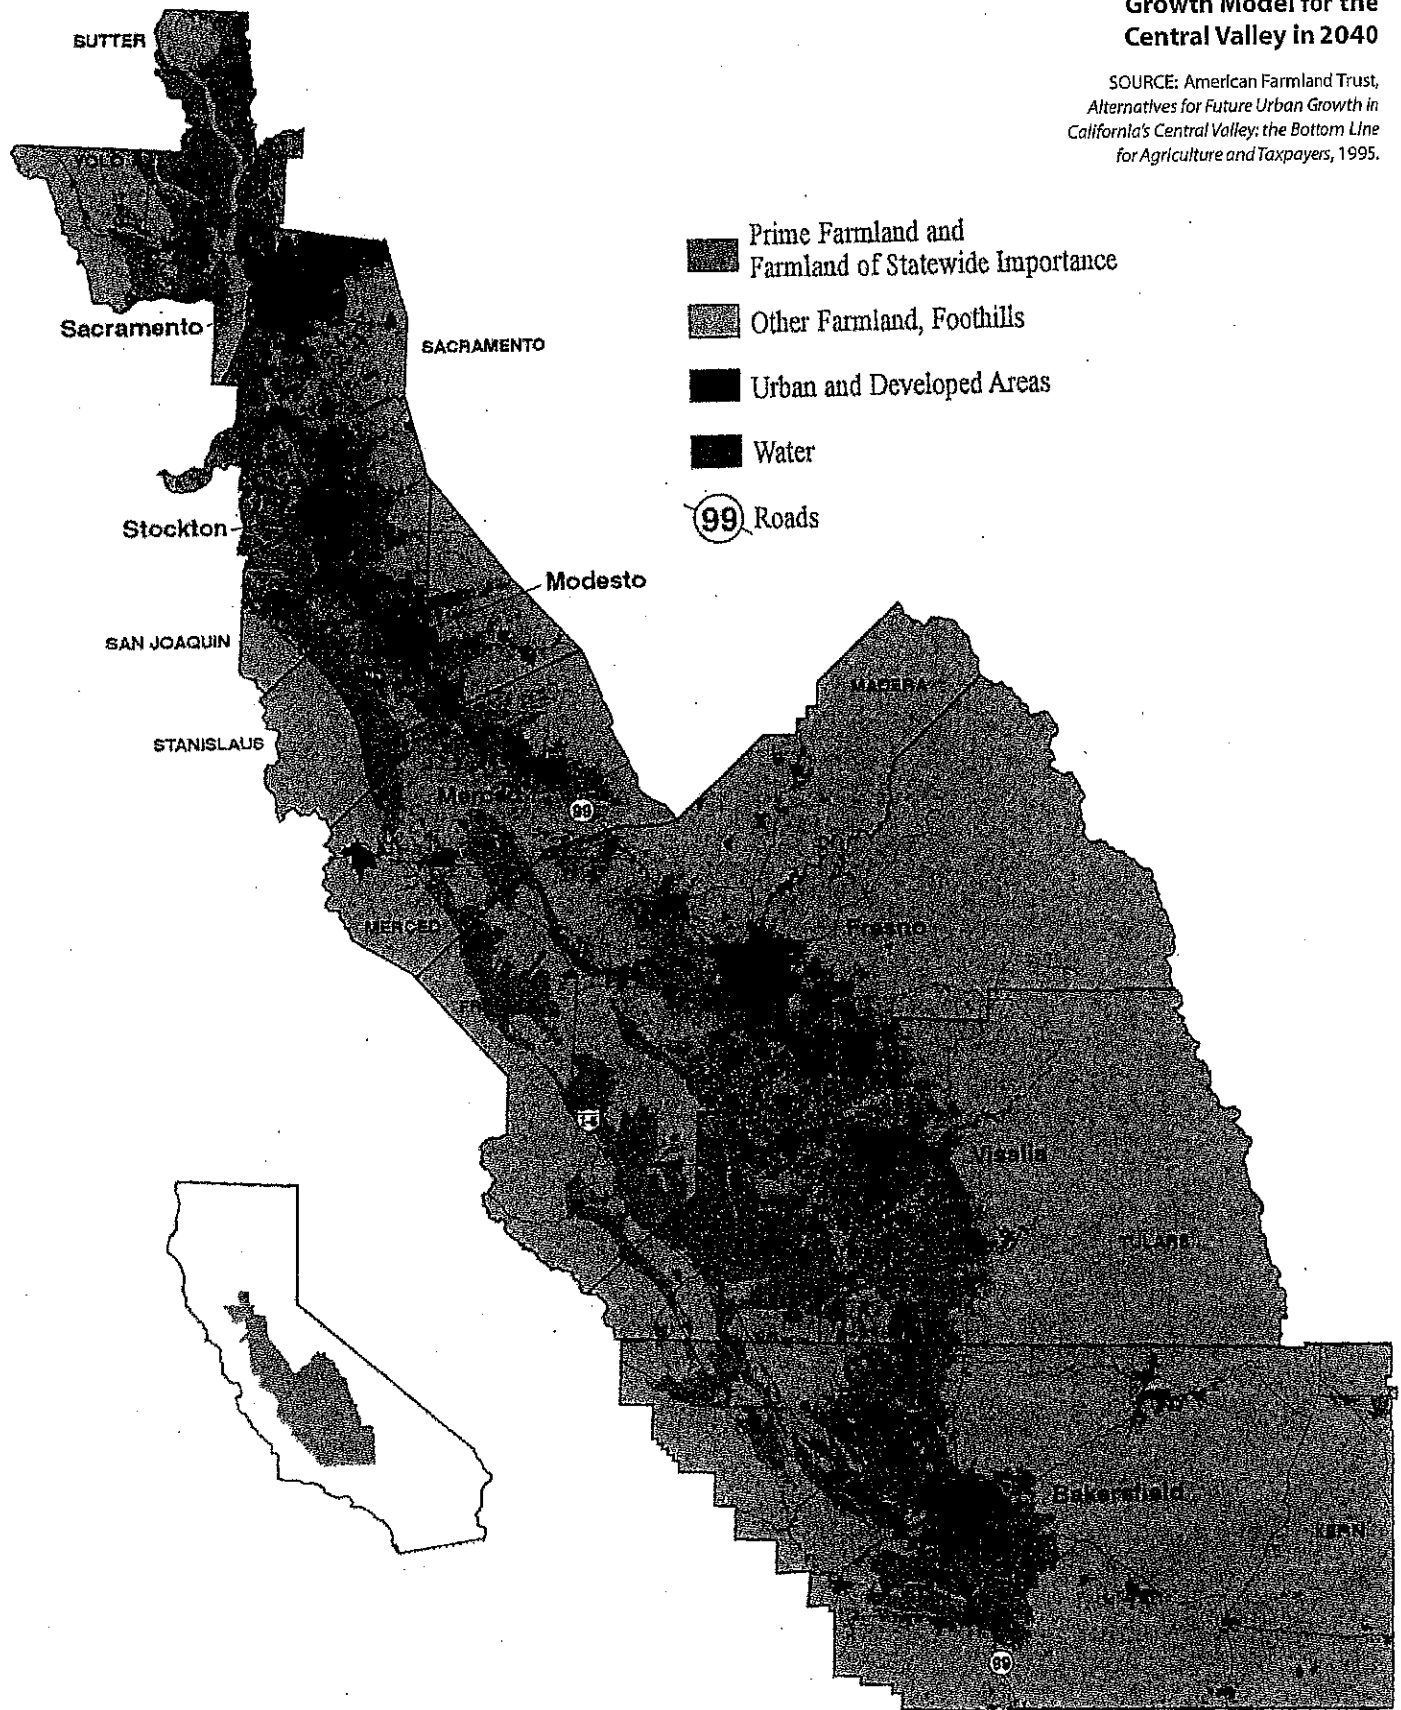 Growth Model for the
Central Valley in 2040
SOURCE: American Farmland Trust,
Alternatives for Future Urban Growth in
California's Central Valley: the Bottom Line
for Agriculture and Taxpayers, 1995.
SUTTER
YOLO
Prime Farmland and
Farmland of Statewide Importance
Other Farmland, Foothills
Sacramento
SACRAMENTO
Urban and Developed Areas
Water
99 Roads
Stockton
Modesto
SAN JOAQUIN
MADERA
STANISLAUS
Merced
99
MERCED
Fresno
I-5
Visalia
TULARE
Bakersfield
KERN
99